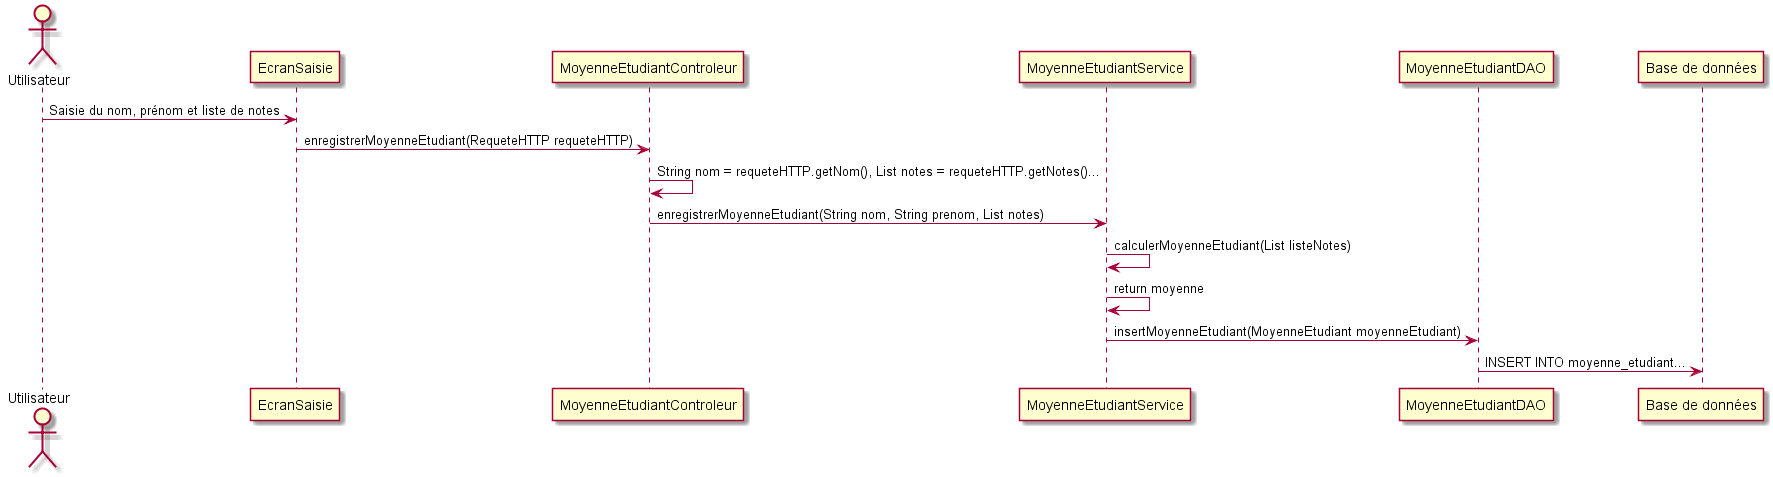 Utilisateur
EcranSaisie
MoyenneEtudiantControleur
MoyenneEtudiantService
MoyenneEtudiantDAO
Base de données
Saisie du nom, prénom et liste de notes
enregistrerMoyenneEtudiant(RequeteHTTP requeteHTTP)
String nom = requeteHTTP.getNom(), List notes = requeteHTTP.getNotes()...
enregistrerMoyenneEtudiant(String nom, String prenom, List notes)
calculerMoyenneEtudiant(List listeNotes)
return moyenne
insertMoyenneEtudiant(MoyenneEtudiant moyenneEtudiant)
INSERT INTO moyenne_etudiant...
Utilisateur
EcranSaisie
MoyenneEtudiantControleur
MoyenneEtudiantService
MoyenneEtudiantDAO
Base de données